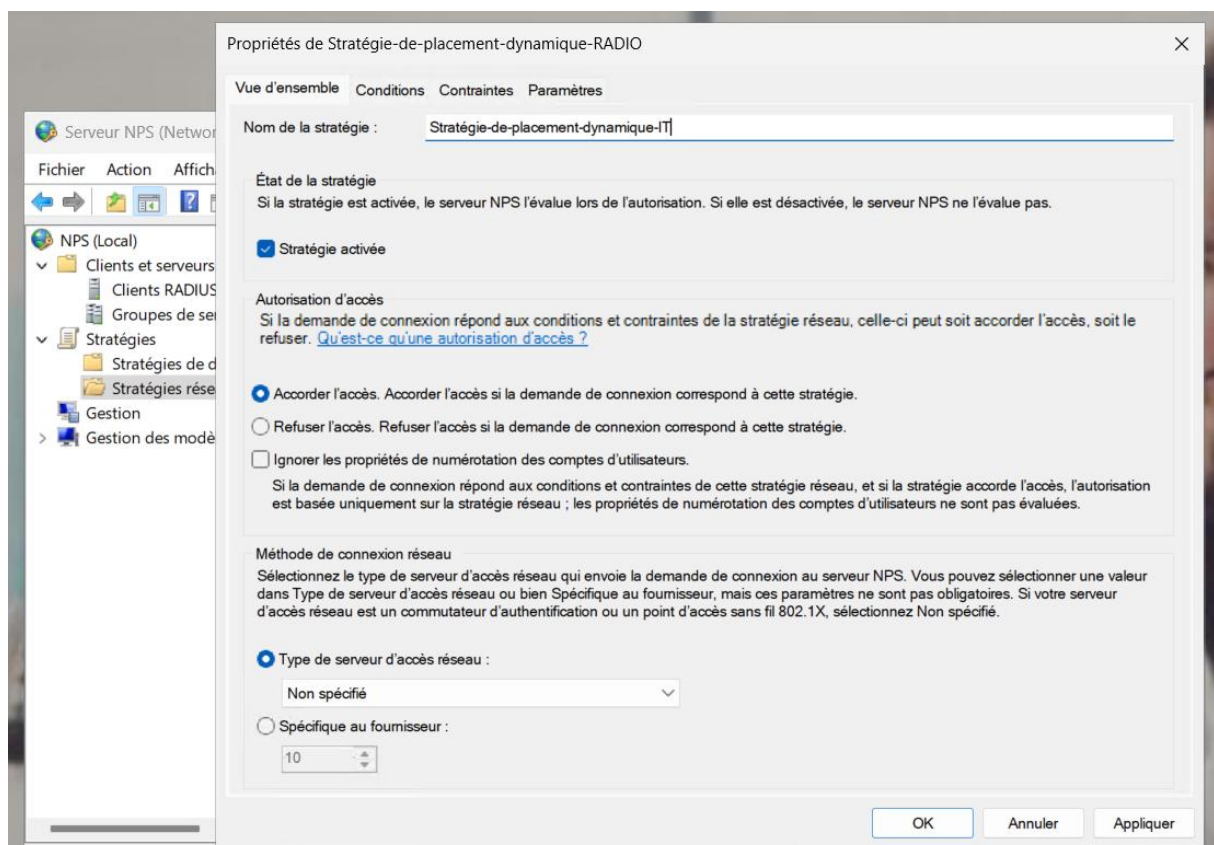 Propriétés de Stratégie-de-placement-dynamique-RADIO
Vue d'ensemble Conditions Contraintes Paramètres
Nom de la stratégie : Stratégie-de-placement-dynamique-IT
État de la stratégie
Si la stratégie est activée, le serveur NPS l'évalue lors de l'autorisation. Si elle est désactivée, le serveur NPS ne l'évalue pas.
Stratégie activée
Autorisation d'accès
Si la demande de connexion répond aux conditions et contraintes de la stratégie réseau, celle-ci peut soit accorder l'accès, soit le
refuser. Qu'est-ce qu'une autorisation d'accès ?
Accorder l'accès. Accorder l'accès si la demande de connexion correspond à cette stratégie.
Refuser l'accès. Refuser l'accès si la demande de connexion correspond à cette stratégie.
Ignorer les propriétés de numérotation des comptes d'utilisateurs.
Si la demande de connexion répond aux conditions et contraintes de cette stratégie réseau, et si la stratégie accorde l'accès, l'autorisation
est basée uniquement sur la stratégie réseau ; les propriétés de numérotation des comptes d'utilisateurs ne sont pas évaluées.
Méthode de connexion réseau
Sélectionnez le type de serveur d'accès réseau qui envoie la demande de connexion au serveur NPS. Vous pouvez sélectionner une valeur
dans Type de serveur d'accès réseau ou bien Spécifique au fournisseur, mais ces paramètres ne sont pas obligatoires. Si votre serveur
d'accès réseau est un commutateur d'authentification ou un point d'accès sans fil 802.1X, sélectionnez Non spécifié.
Type de serveur d'accès réseau :
Non spécifié
Spécifique au fournisseur :
10
OK Annuler Appliquer
Serveur NPS (Networ
Fichier Action Affich
NPS (Local)
Clients et serveurs
Clients RADIUS
Groupes de ser
Stratégies
Stratégies de d
Stratégies rése
Gestion
Gestion des modè